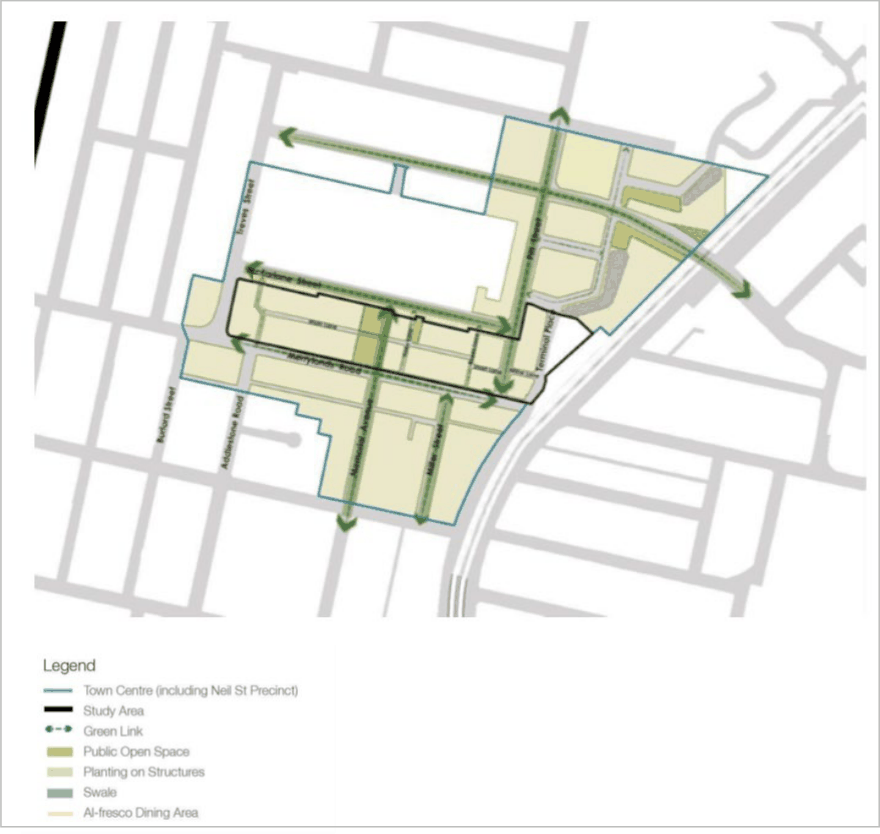 Treves Street
Pitt Street
McFarlane Street
Main Lane
Terminal Place
Merrylands Road
Burford Street
Addlestone Road
Memorial Avenue
Miller Street
Legend
Town Centre (including Neil St Precinct)
Study Area
Green Link
Public Open Space
Planting on Structures
Swale
Al-fresco Dining Area